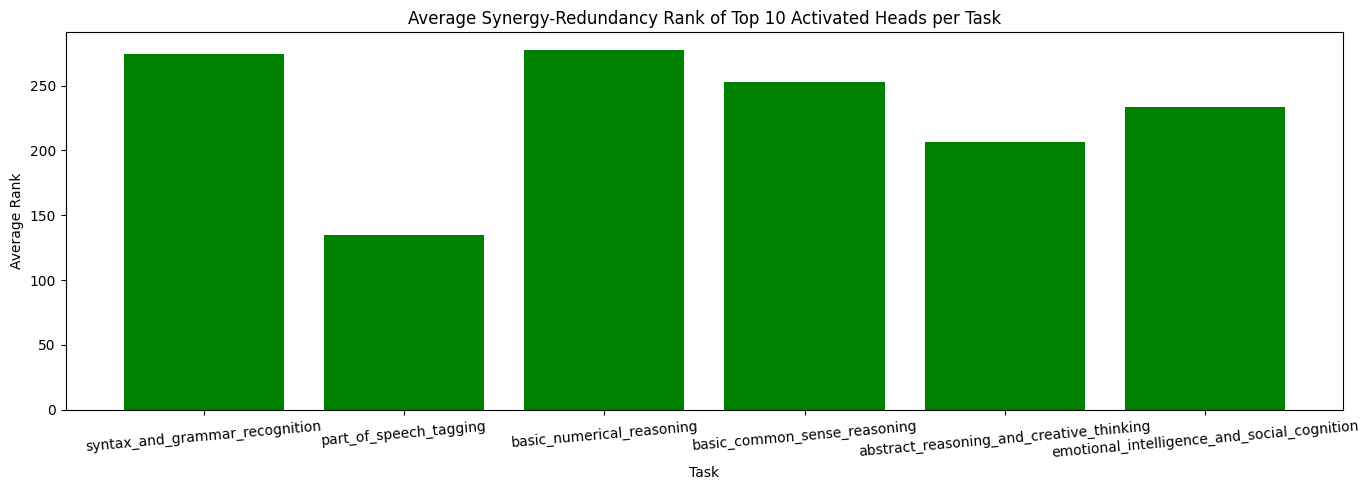 Average Synergy-Redundancy Rank of Top 10 Activated Heads per Task
Average Rank
250
200
150
100
50
0
syntax_and_grammar_recognition
part_of_speech_tagging
basic_numerical_reasoning
basic_common_sense_reasoning
abstract_reasoning_and_creative_thinking
emotional_intelligence_and_social_cognition
Task